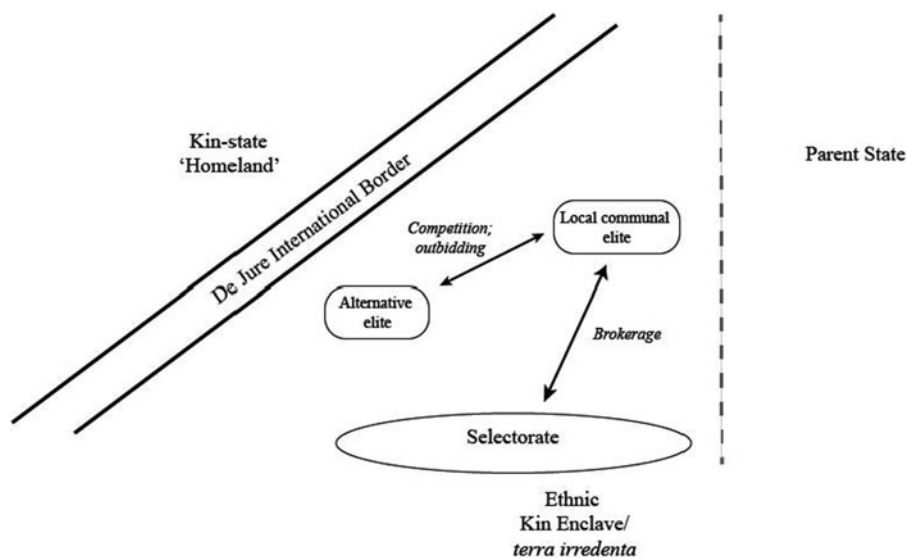 Kin-state
'Homeland'
De Jure International Border
Parent State
Local communal
elite
Competition;
outbidding
Alternative
elite
Brokerage
Selectorate
Ethnic
Kin Enclave/
terra irredenta